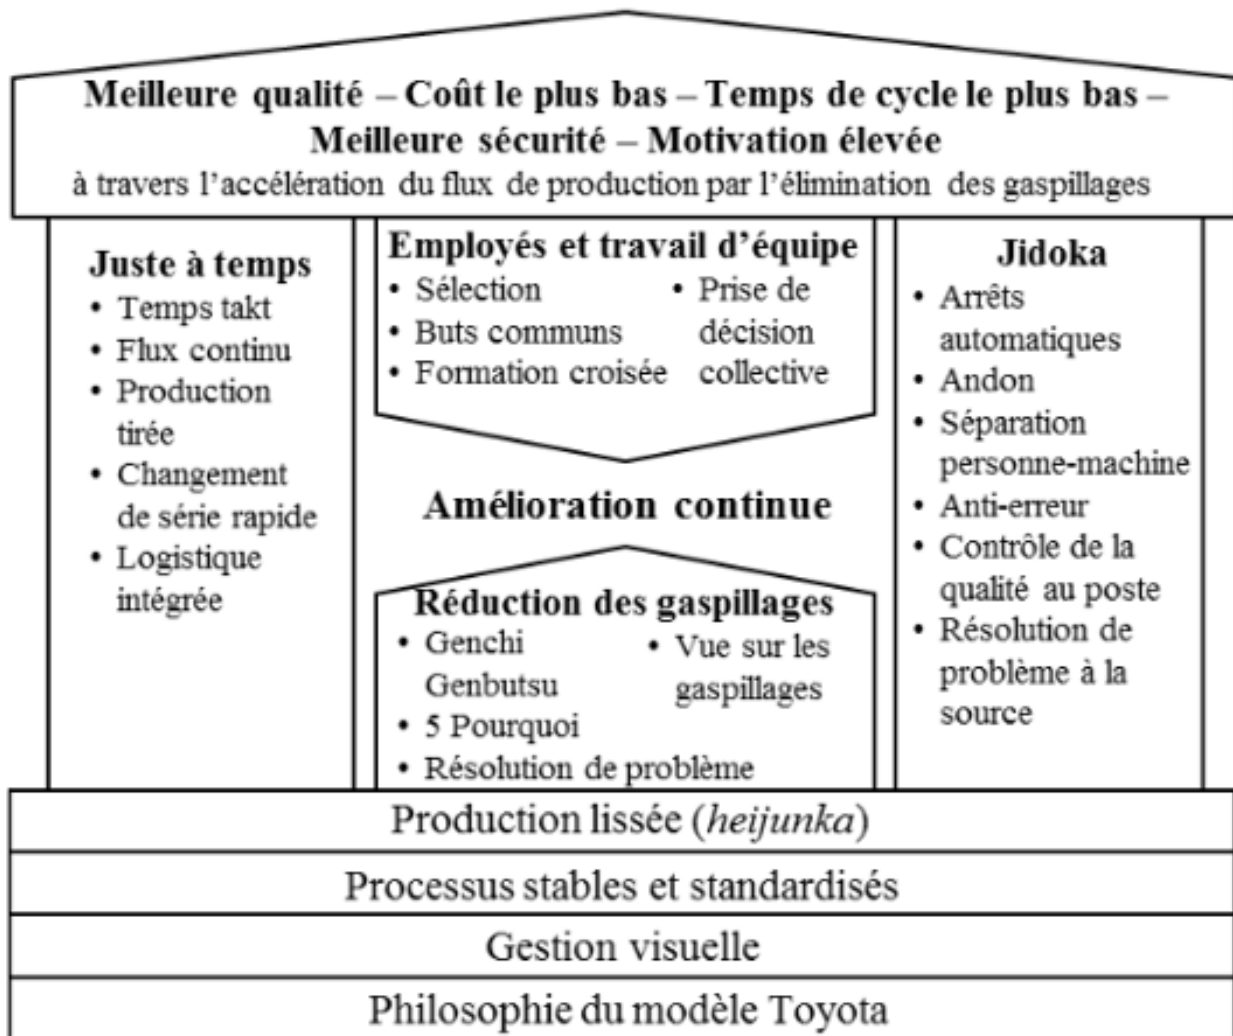 Meilleure qualité – Coût le plus bas – Temps de cycle le plus bas –
Meilleure sécurité – Motivation élevée
à travers l'accélération du flux de production par l'élimination des gaspillages
Juste à temps
• Temps takt
• Flux continu
• Production
tirée
• Changement
de série rapide
• Logistique
intégrée
Employés et travail d'équipe
• Sélection
• Buts communs
• Formation croisée
• Prise de
décision
collective
Amélioration continue
Réduction des gaspillages
• Genchi
Genbutsu
• 5 Pourquoi
• Résolution de problème
• Vue sur les
gaspillages
Jidoka
• Arrêts
automatiques
• Andon
• Séparation
personne-machine
• Anti-erreur
• Contrôle de la
qualité au poste
• Résolution de
problème à la
source
Production lissée (heijunka)
Processus stables et standardisés
Gestion visuelle
Philosophie du modèle Toyota